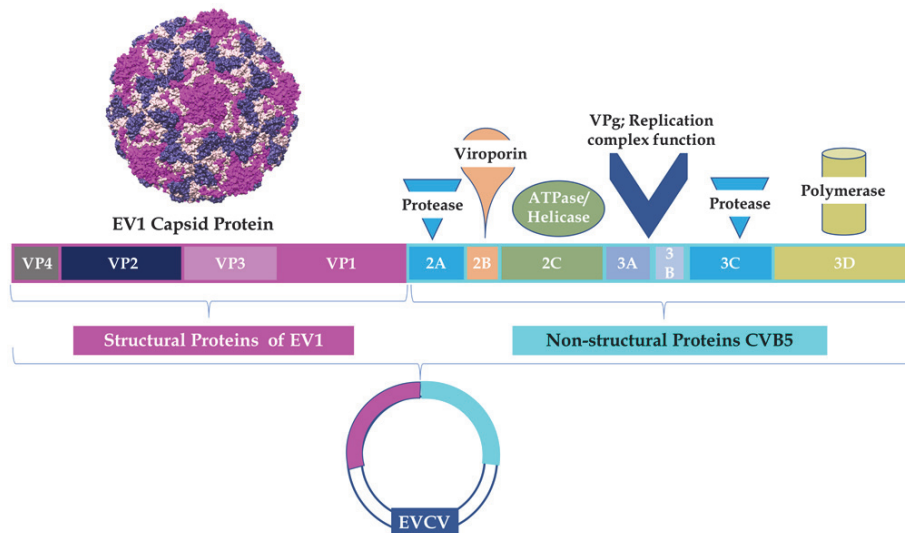 EV1 Capsid Protein
Protease
Viroporin
ATPase/
Helicase
VPg; Replication
complex function
Protease
Polymerase
VP4
VP2
VP3
VP1
2A
2B
2C
3A
3
B
3C
3D
Structural Proteins of EV1
Non-structural Proteins CVB5
EVCV